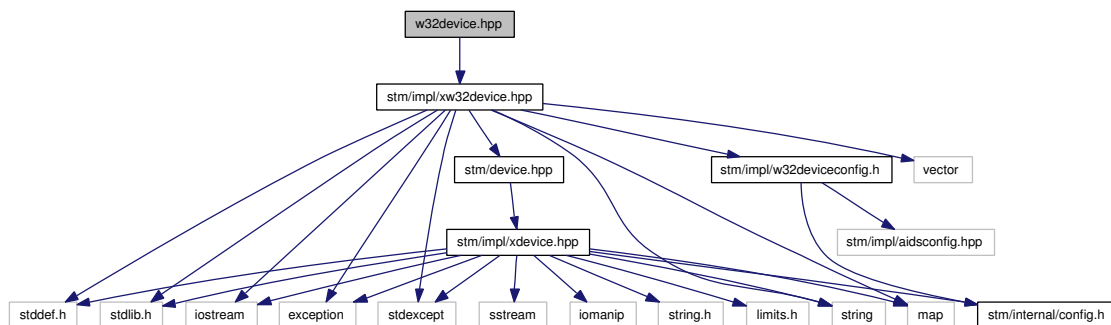 w32device.hpp
stm/impl/xw32device.hpp
stm/device.hpp
stm/impl/w32deviceconfig.h
vector
stm/impl/xdevice.hpp
stm/impl/aidsconfig.hpp
stddef.h
stdlib.h
iostream
exception
stdexcept
sstream
iomanip
string.h
limits.h
string
map
stm/internal/config.h